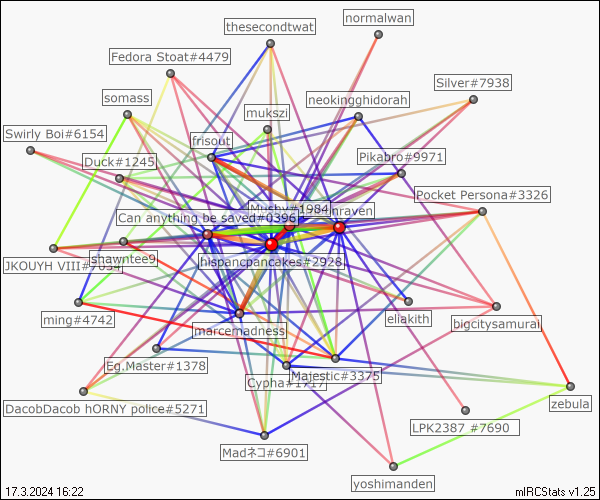 normalwan
thesecondtwat
Fedora Stoat#4479
Silver#7938
somass
neokingghidorah
mukszi
Swirly Boi#6154
frisout
Duck#1245
Pikabro#9971
Pocket Persona#3326
Mushy#1984
nraven
Can anything be saved#0396
shawntee9
JKOUYH VIII#7034
hispancpancakes#2928
eliakith
ming#4742
marcemadness
bigcitysamurai
Eg.Master#1378
Majestic#3375
Cypha#1717
DacobDacob hORNY police#5271
zebula
LPK2387 #7690
Madネコ#6901
yoshimanden
17.3.2024 16:22
mIRCStats v1.25